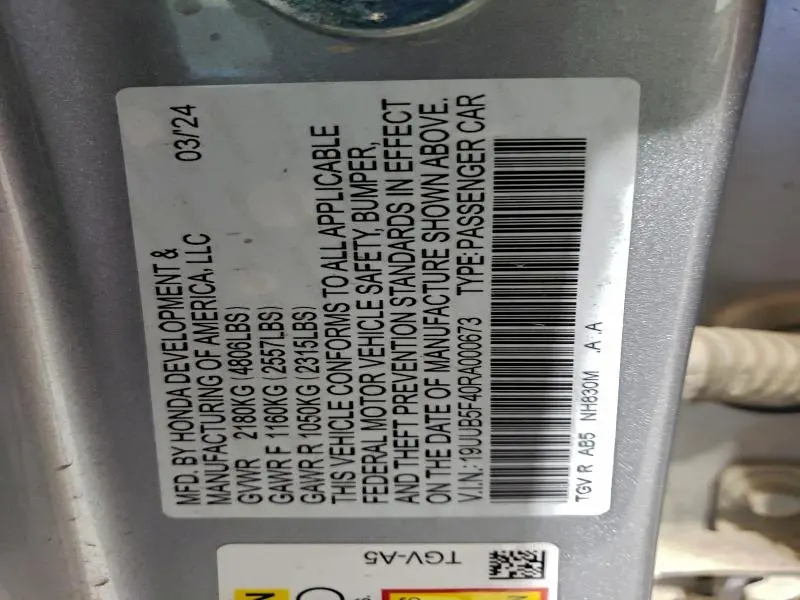 MFD. BY HONDA DEVELOPMENT & 03/'24
MANUFACTURING OF AMERICA, LLC
GVWR 2180KG (4806LBS)
GAWR F 1160KG (2557LBS)
GAWR R 1050KG (2315LBS)
THIS VEHICLE CONFORMS TO ALL APPLICABLE
FEDERAL MOTOR VEHICLE SAFETY, BUMPER,
AND THEFT PREVENTION STANDARDS IN EFFECT
ON THE DATE OF MANUFACTURE SHOWN ABOVE.
V.I.N.:19UUB5F40RA000673 TYPE:PASSENGER CAR
TGV R AB5 NH830M .A .A
TGV-A5